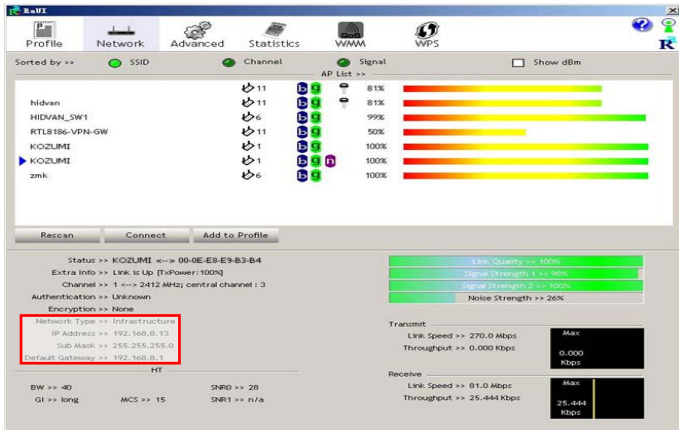 RaUI
Profile Network Advanced Statistics WMM WPS
Sorted by >> SSID Channel Signal Show dBm
AP List >>
11 b g 81%
hidvan 11 b g 81%
HIDVAN_SW1 6 b g 99%
RTL8186-VPN-GW 11 b g 50%
KOZUMI 1 b g 100%
KOZUMI 1 b g n 100%
zmk 6 b g 100%
Rescan Connect Add to Profile
Status >> KOZUMI <--> 00-0E-E8-E9-B3-B4
Extra Info >> Link is Up [TxPower:100%]
Channel >> 1 <--> 2412 MHz; central channel : 3
Authentication >> Unknown
Encryption >> None
Network Type >> Infrastructure
IP Address >> 192.168.8.13
Sub Mask >> 255.255.255.0
Default Gateway >> 192.168.8.1
HT
BW >> 40 SNR0 >> 28
GI >> long MCS >> 15 SNR1 >> n/a
Link Quality >> 100%
Signal Strength 1 >> 98%
Signal Strength 2 >> 100%
Noise Strength >> 26%
Transmit
Link Speed >> 270.0 Mbps
Throughput >> 0.000 Kbps
Max
0.000
Kbps
Receive
Link Speed >> 81.0 Mbps
Throughput >> 25.444 Kbps
Max
25.444
Kbps